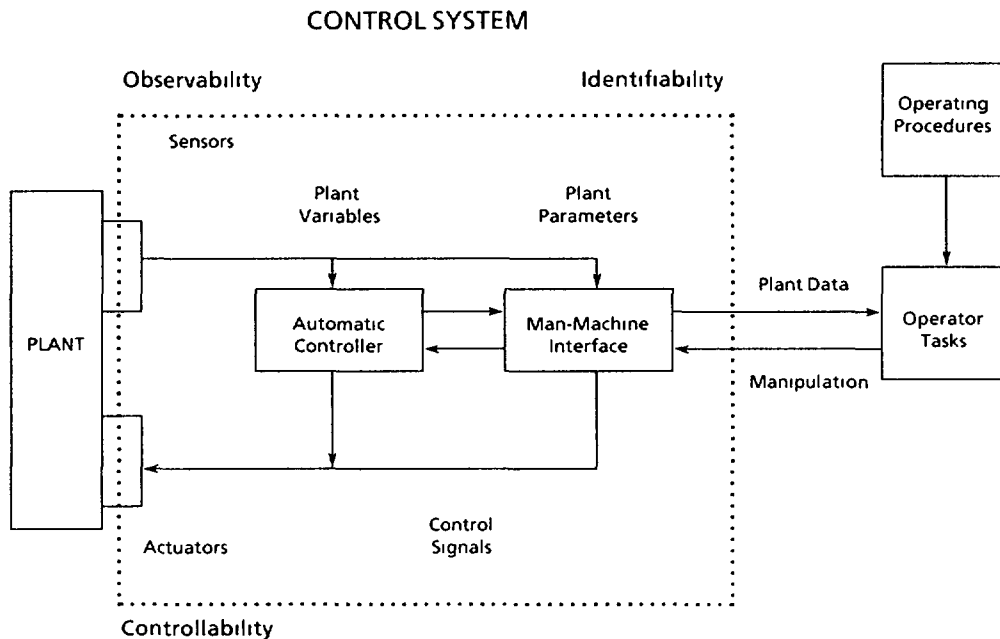 CONTROL SYSTEM
Observability
Identifiability
Operating
Procedures
Sensors
Plant
Variables
Plant
Parameters
Plant Data
PLANT
Automatic
Controller
Man-Machine
Interface
Operator
Tasks
Manipulation
Actuators
Control
Signals
Controllability